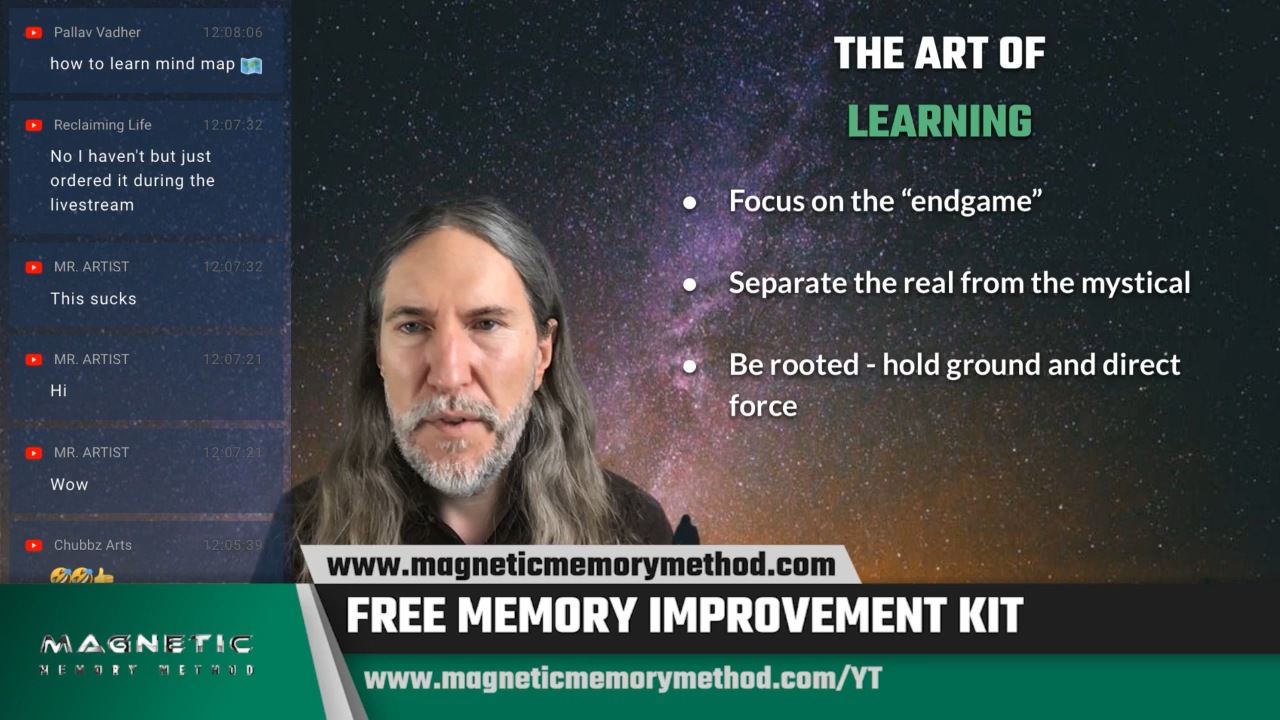 Pallav Vadher 12:08:06
how to learn mind map 🗺️
Reclaiming Life 12:07:32
No I haven't but just
ordered it during the
livestream
MR. ARTIST 12:07:32
This sucks
MR. ARTIST 12:07:21
Hi
MR. ARTIST 12:07:21
Wow
Chubbz Arts 12:05:39
🤣🤣👍
THE ART OF
LEARNING
● Focus on the “endgame”
● Separate the real from the mystical
● Be rooted - hold ground and direct
force
www.magneticmemorymethod.com
FREE MEMORY IMPROVEMENT KIT
www.magneticmemorymethod.com/YT
MAGNETIC
MEMORY METHOD